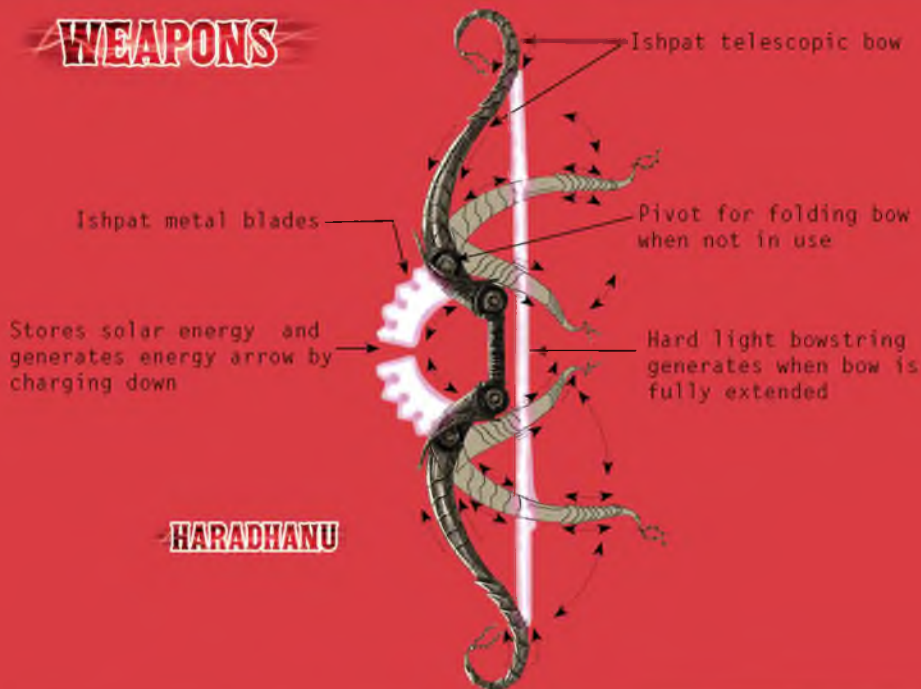 WEAPONS
Ishpat telescopic bow
Ishpat metal blades
Pivot for folding bow
when not in use
Stores solar energy and
generates energy arrow by
charging down
Hard light bowstring
generates when bow is
fully extended
HARADHANU